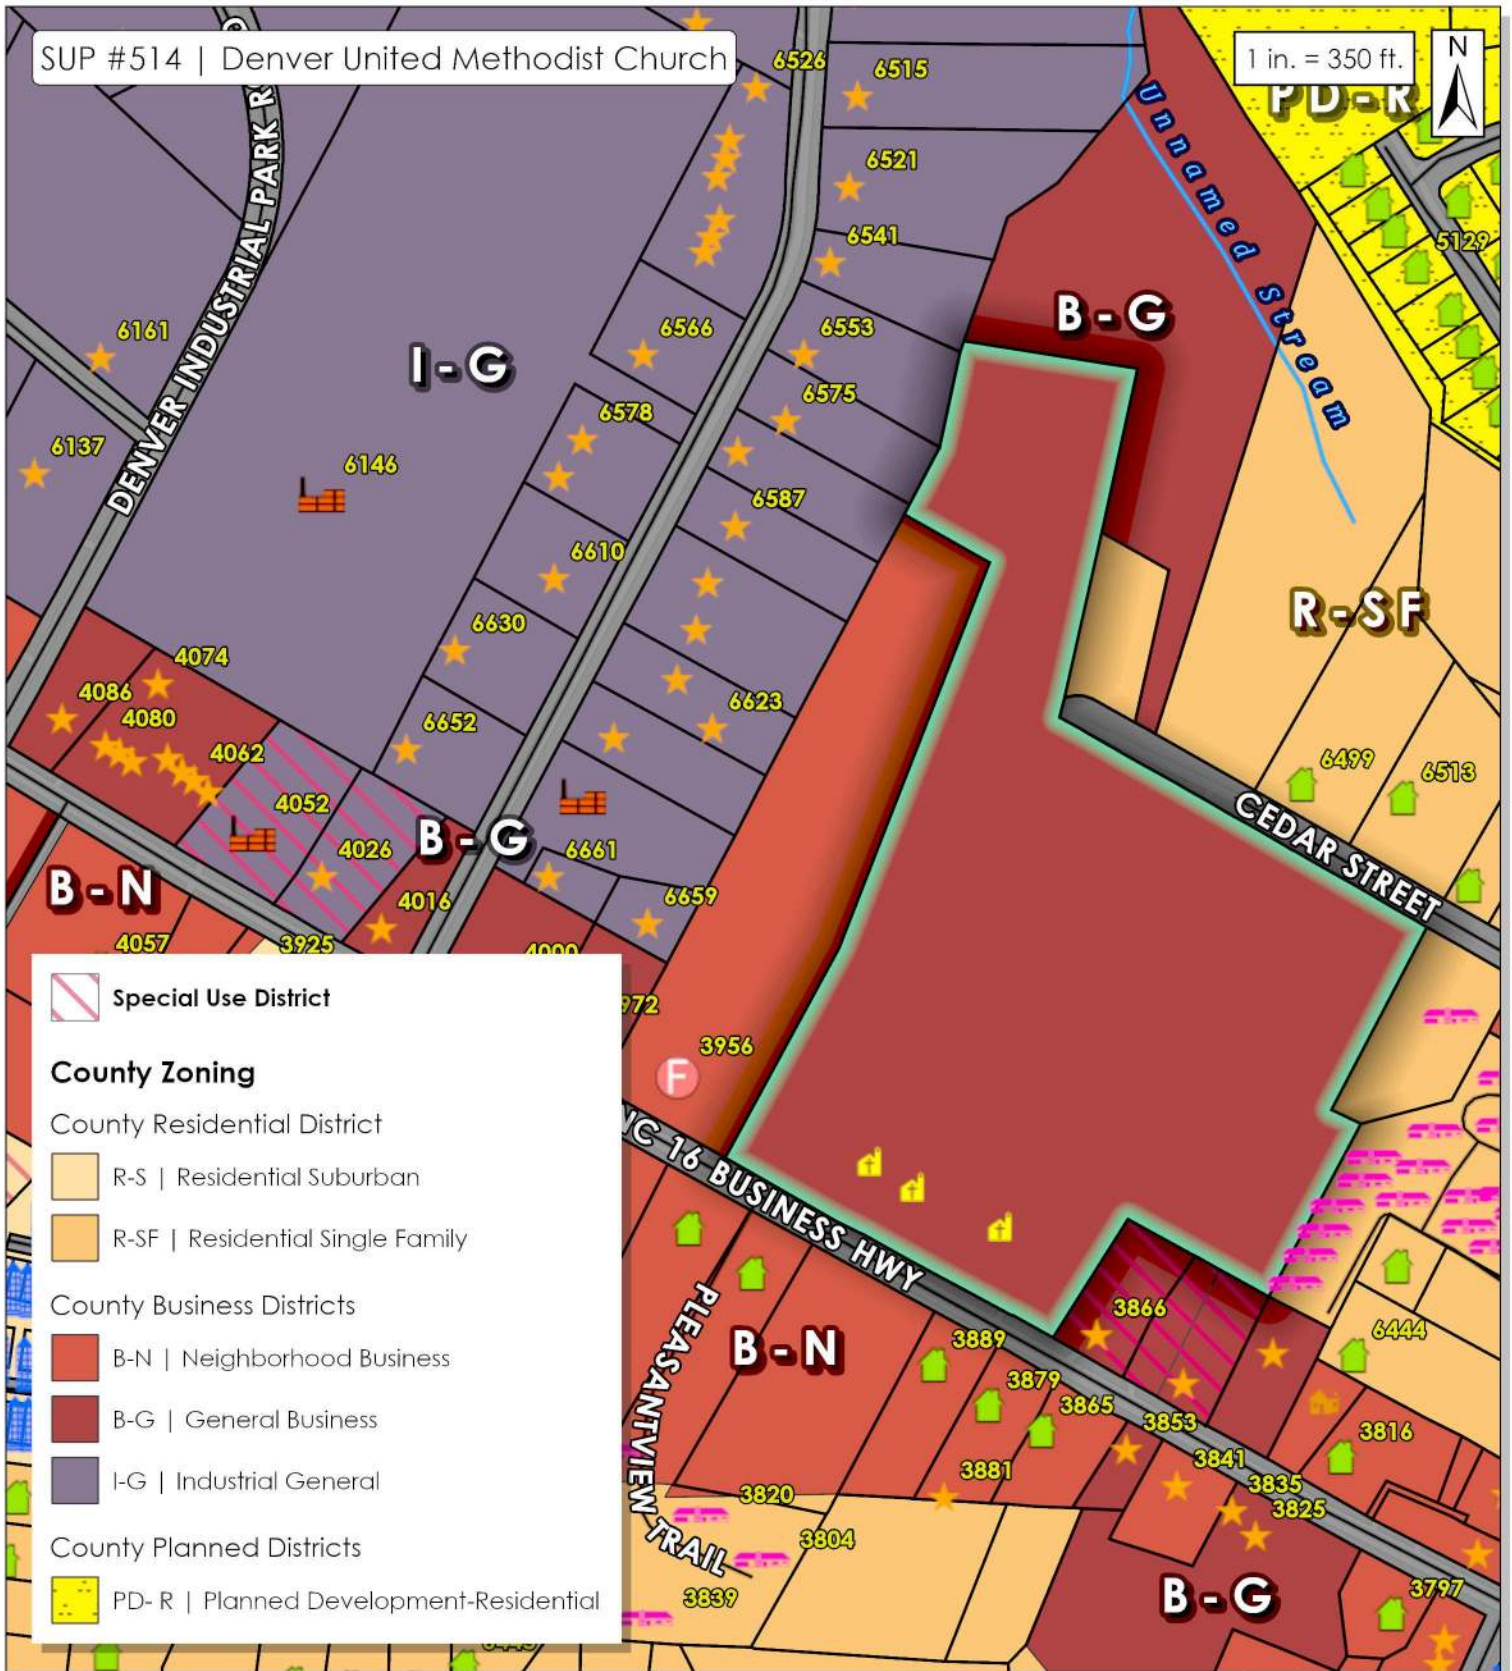 SUP #514 | Denver United Methodist Church
1 in. = 350 ft.
N
PD-R
DENVER INDUSTRIAL PARK
6526
6515
6521
6541
Unnamed Stream
5129
6161
6566
6553
B-G
I-G
6578
6575
6137
6146
6587
6610
R-SF
6630
4074
4086
4080
6652
6623
4062
6499
6513
4052
B-G
4026
6661
CEDAR STREET
B-N
4016
6659
4057
3925
4000
972
3956
F
NC 16 BUSINESS HWY
PLEASANTVIEW TRAIL
3866
B-N
3889
6444
3879
3865
3853
3816
3841
3881
3835
3820
3825
3804
3839
B-G
3797
Special Use District
County Zoning
County Residential District
R-S | Residential Suburban
R-SF | Residential Single Family
County Business Districts
B-N | Neighborhood Business
B-G | General Business
I-G | Industrial General
County Planned Districts
PD- R | Planned Development-Residential